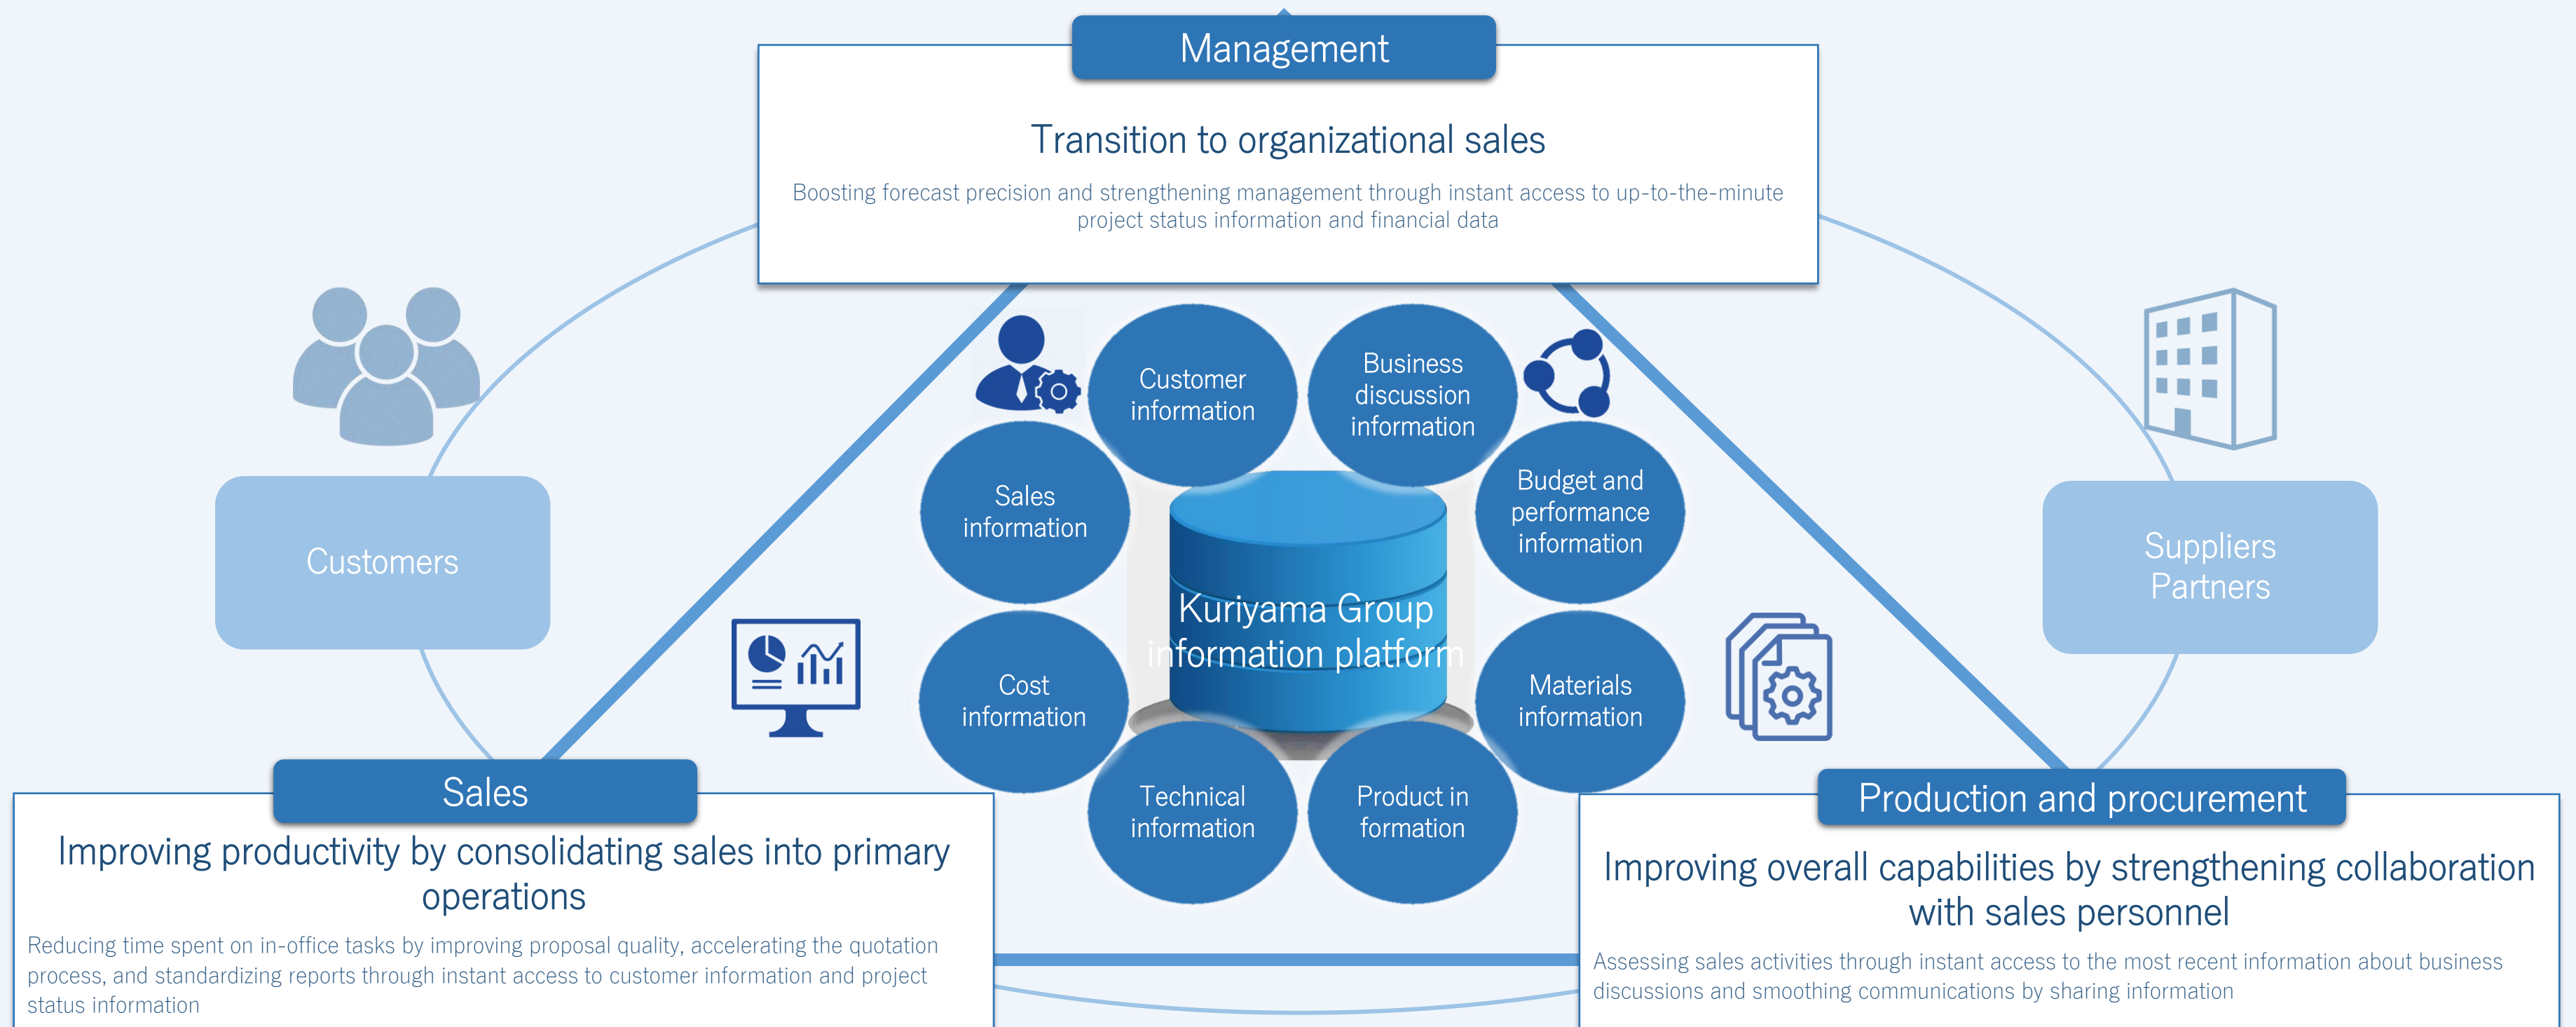 Management
Transition to organizational sales
Boosting forecast precision and strengthening management through instant access to up-to-the-minute
project status information and financial data
Customer
information
Business
discussion
information
Sales
information
Budget and
performance
information
Customers
Suppliers
Partners
Kuriyama Group
information platform
Cost
information
Materials
information
Technical
information
Product in
formation
Sales
Improving productivity by consolidating sales into primary
operations
Reducing time spent on in-office tasks by improving proposal quality, accelerating the quotation
process, and standardizing reports through instant access to customer information and project
status information
Production and procurement
Improving overall capabilities by strengthening collaboration
with sales personnel
Assessing sales activities through instant access to the most recent information about business
discussions and smoothing communications by sharing information